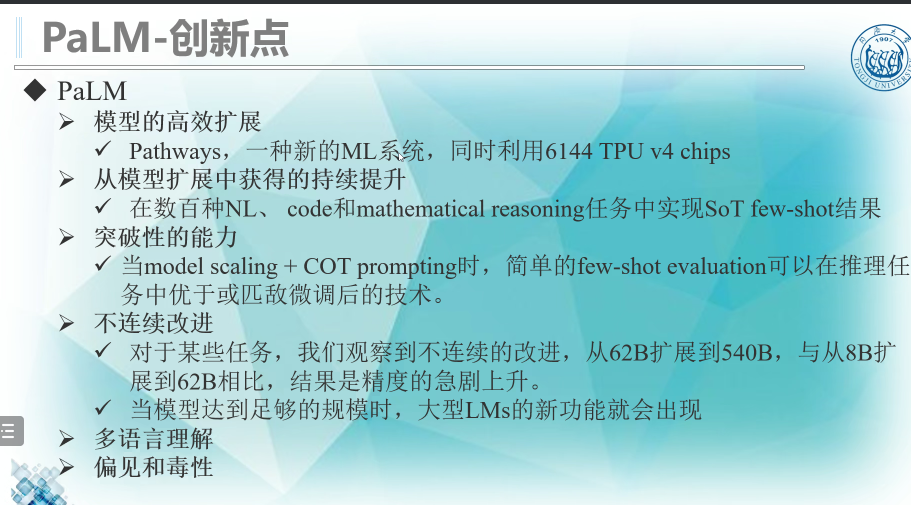 PaLM-创新点
PaLM
模型的高效扩展
Pathways，一种新的ML系统，同时利用6144 TPU v4 chips
从模型扩展中获得的持续提升
在数百种NL、 code和mathematical reasoning任务中实现SoT few-shot结果
突破性的能力
当model scaling + COT prompting时，简单的few-shot evaluation可以在推理任
务中优于或匹敌微调后的技术。
不连续改进
对于某些任务，我们观察到不连续的改进，从62B扩展到540B，与从8B扩
展到62B相比，结果是精度的急剧上升。
当模型达到足够的规模时，大型LMs的新功能就会出现
多语言理解
偏见和毒性
1907
TONGJI UNIVERSITY